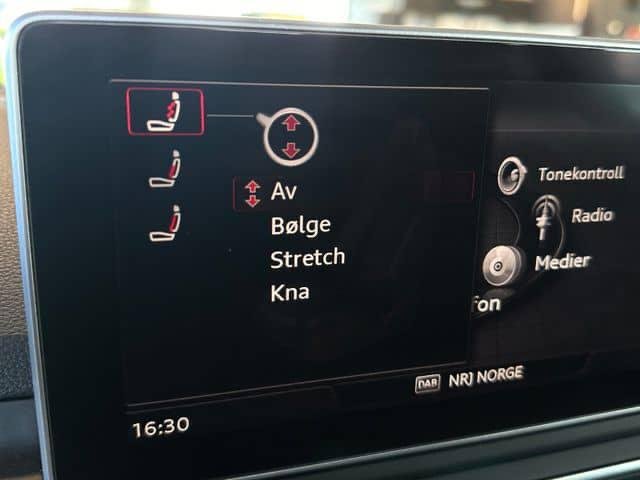 Av
Bølge
Stretch
Kna
Tonekontroll
Radio
Medier
fon
DAB NRJ NORGE
16:30